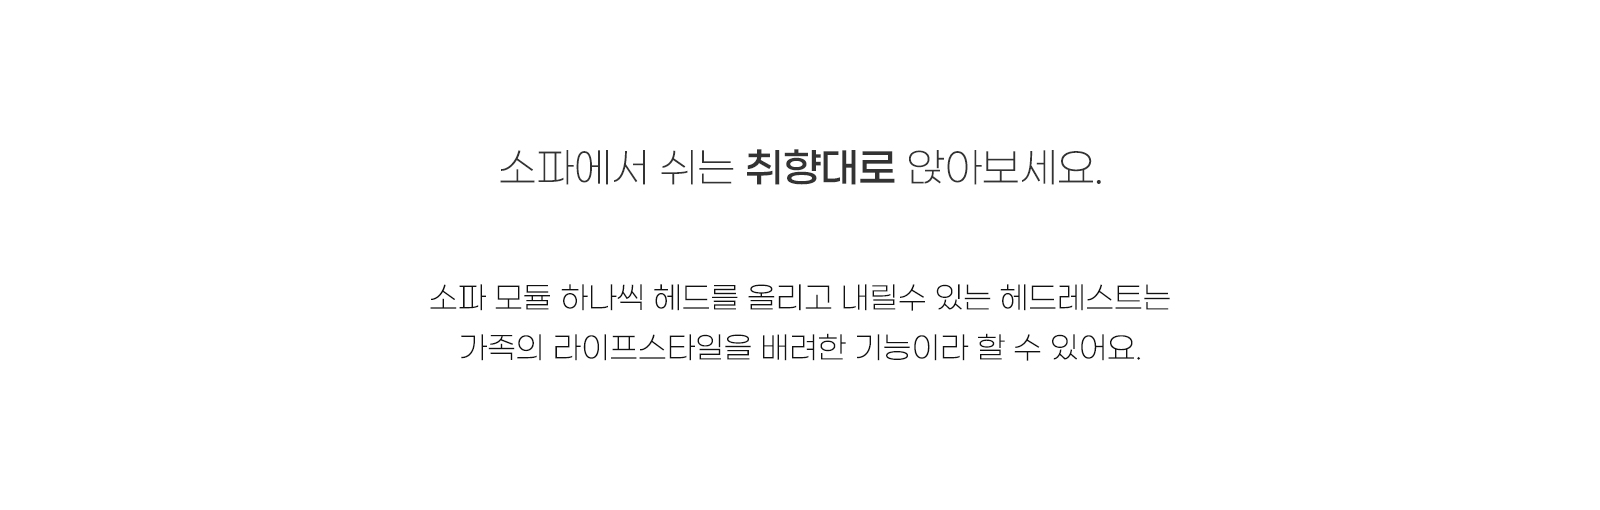 소파에서 쉬는 취향대로 앉아보세요.
소파 모듈 하나씩 헤드를 올리고 내릴수 있는 헤드레스트는
가족의 라이프스타일을 배려한 기능이라 할 수 있어요.